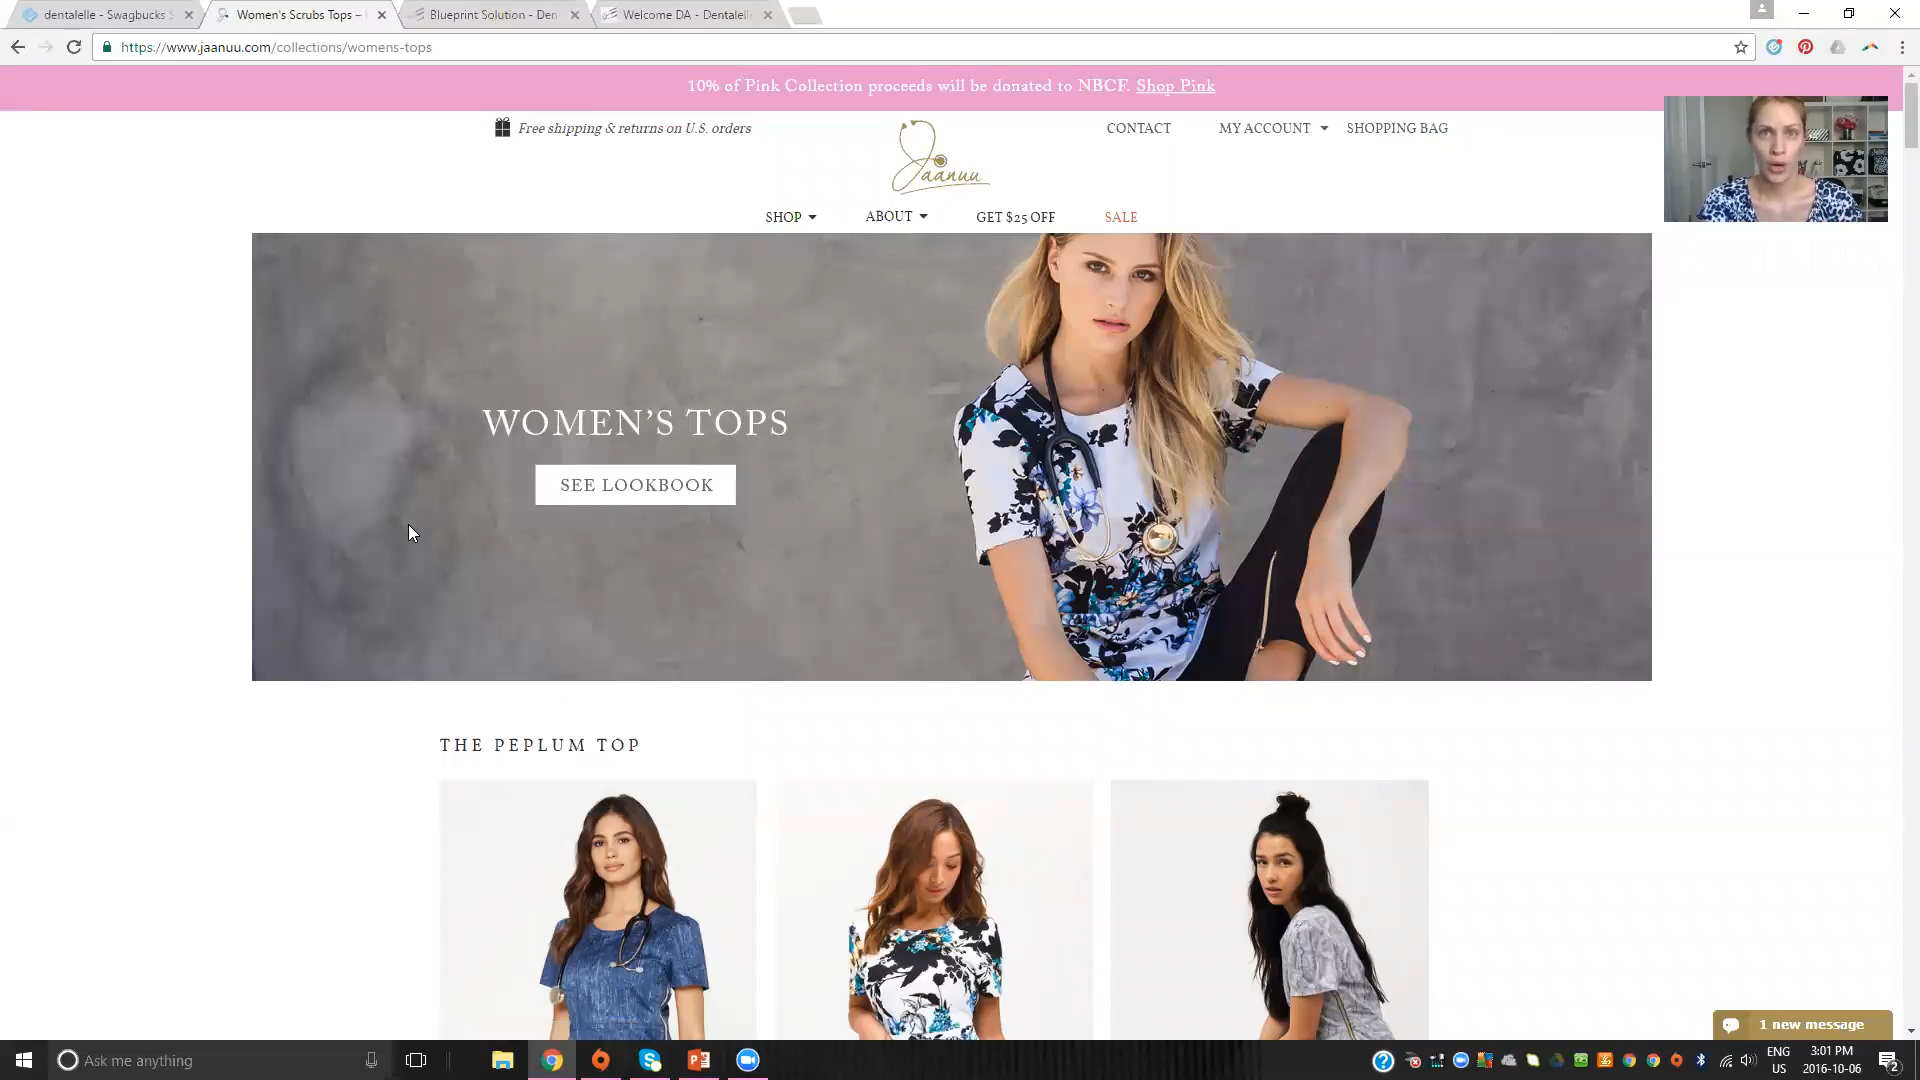 dentalelle - Swagbucks S
Women's Scrubs Tops –
Blueprint Solution - Den
Welcome DA - Dentalell
https://www.jaanuu.com/collections/womens-tops
10% of Pink Collection proceeds will be donated to NBCF. Shop Pink
Free shipping & returns on U.S. orders
Jaanuu
CONTACT
MY ACCOUNT
SHOPPING BAG
SHOP
ABOUT
GET $25 OFF
SALE
WOMEN'S TOPS
SEE LOOKBOOK
THE PEPLUM TOP
1 new message
Ask me anything
ENG
US
3:01 PM
2016-10-06
2